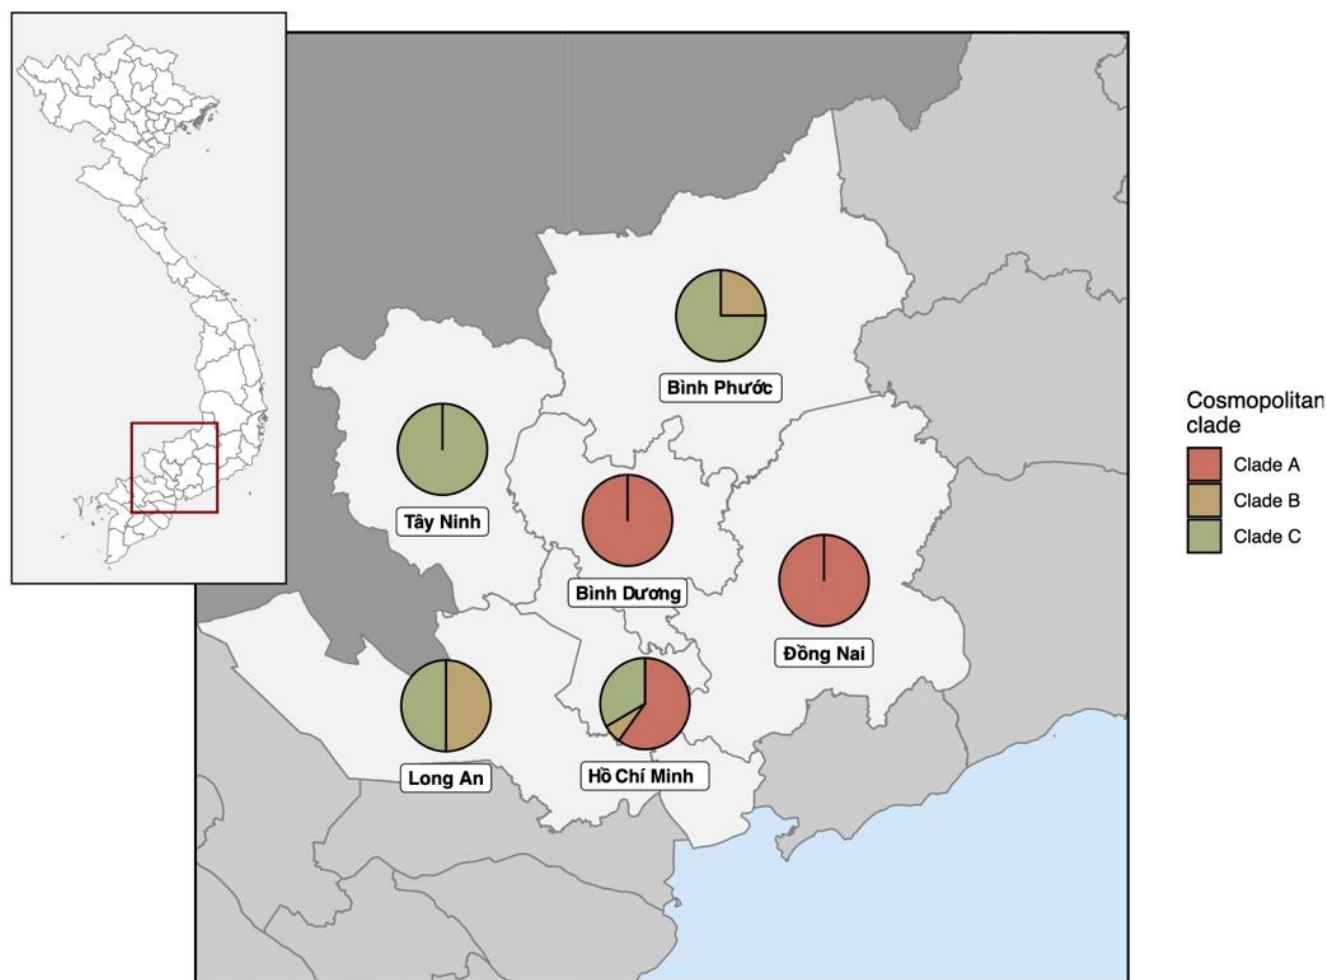 Bình Phước
Tây Ninh
Bình Dương
Đồng Nai
Long An
Hồ Chí Minh
Cosmopolitan
clade
Clade A
Clade B
Clade C